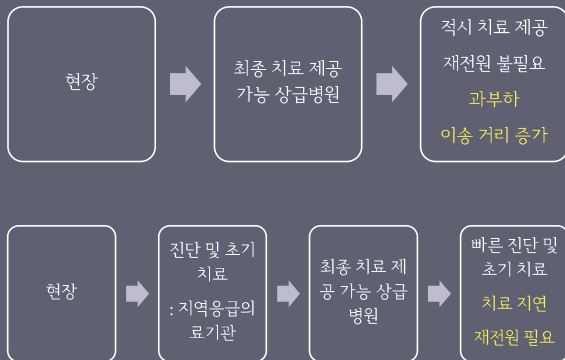 현장
최종 치료 제공
가능 상급병원
적시 치료 제공
재전원 불필요
과부하
이송 거리 증가
현장
진단 및 초기
치료
: 지역응급의
료기관
최종 치료 제
공 가능 상급
병원
빠른 진단 및
초기 치료
치료 지연
재전원 필요